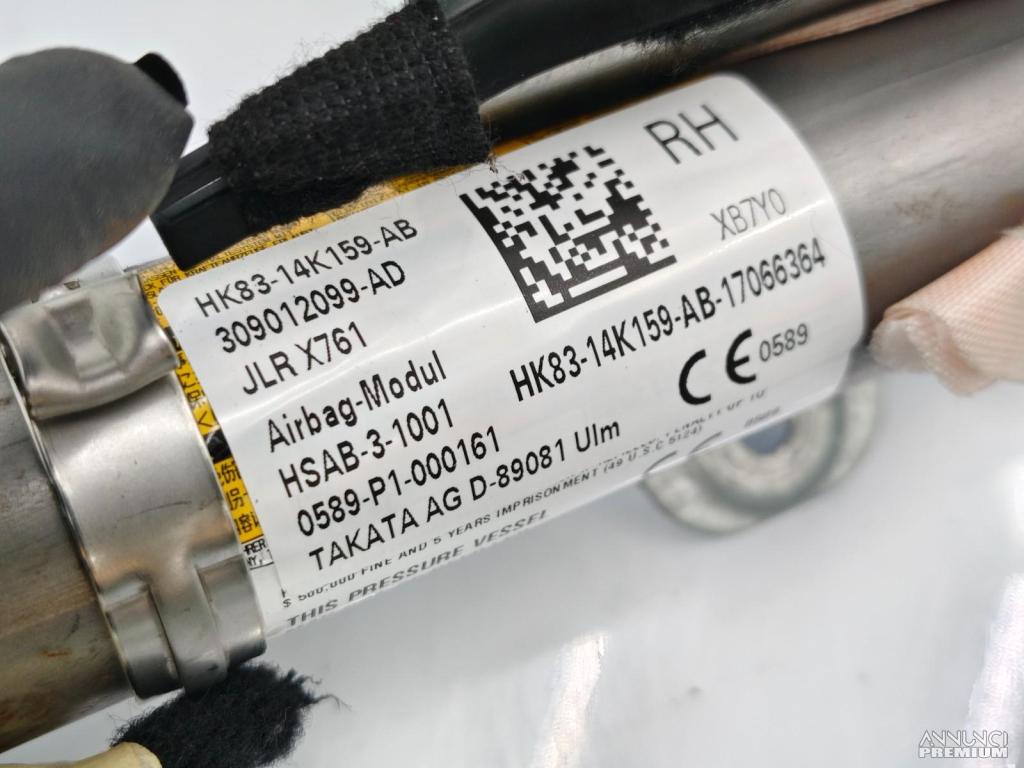 RH
XB7Y0
HK83-14K159-AB
309012099-AD
JLR X761
Airbag-Modul
HSAB-3-1001
0589-P1-000161
TAKATA AG D-89081 Ulm
HK83-14K159-AB-17066364
CE 0589
$ 500,000 FINE AND 5 YEARS IMPRISONMENT (49 U.S.C 5124)
THIS PRESSURE VESSEL
ANNUNCI
PREMIUM